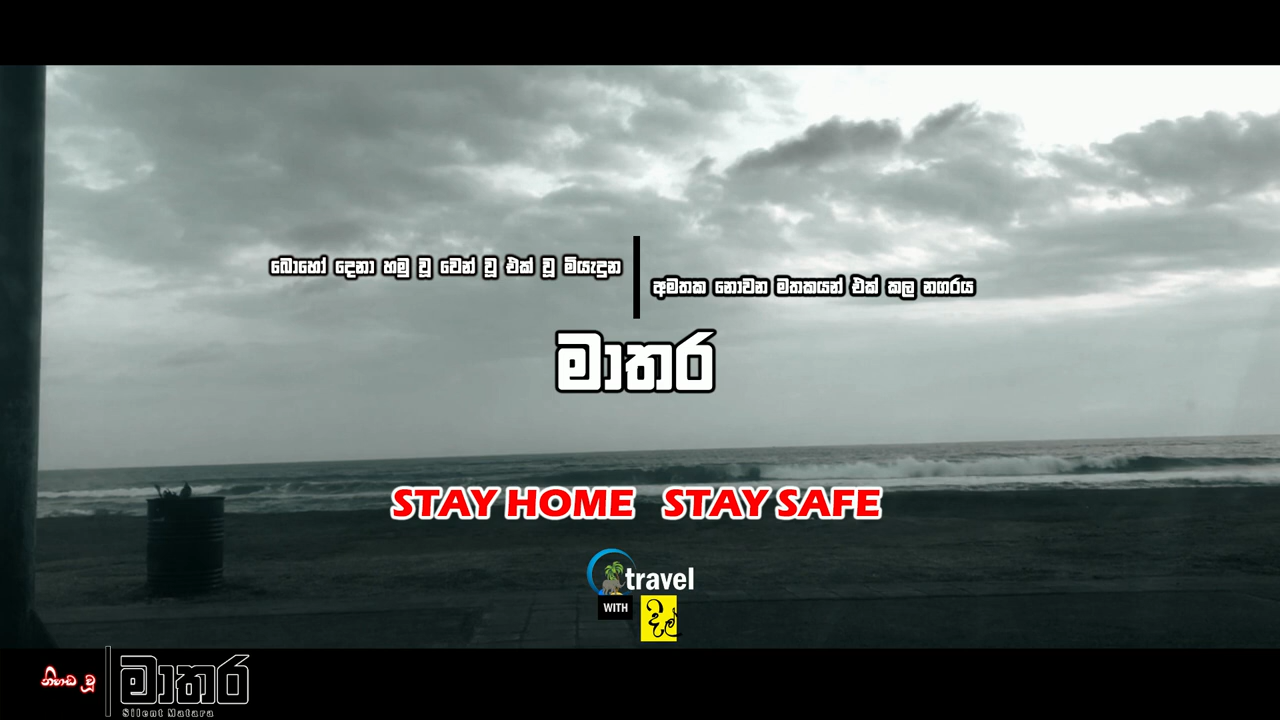 බොහෝ දෙනා හමු වූ වෙන් වූ එක් වූ මියැදුන
අමතක නොවන මතකයන් එක් කල නගරය
මාතර
STAY HOME STAY SAFE
travel
WITH
දිල්
නිහඬ වූ
මාතර
Silent Matara